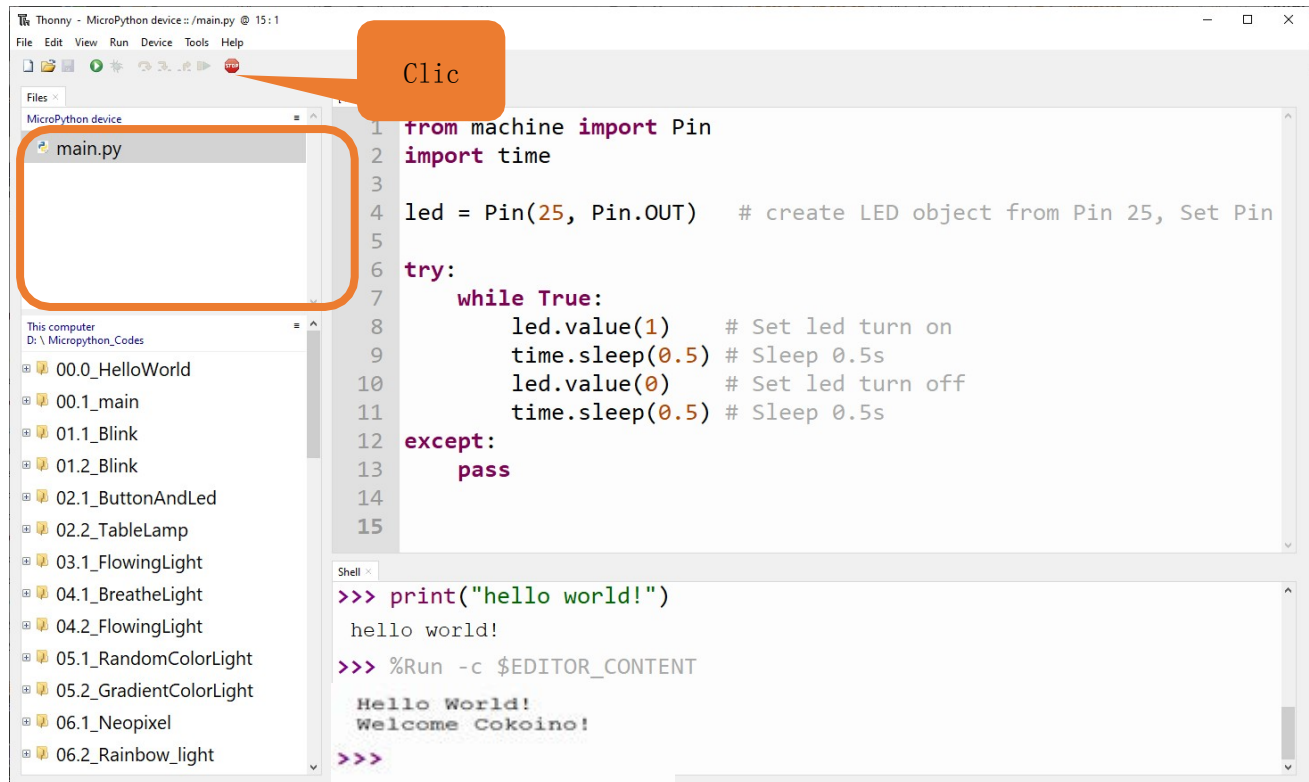 Thonny - MicroPython device :: /main.py @ 15 : 1
File Edit View Run Device Tools Help
STOP
Clic
Files ×
MicroPython device
main.py
1 from machine import Pin
2 import time
3
4 led = Pin(25, Pin.OUT)   # create LED object from Pin 25, Set Pin
5
6 try:
7     while True:
8         led.value(1)    # Set led turn on
9         time.sleep(0.5) # Sleep 0.5s
10         led.value(0)    # Set led turn off
11         time.sleep(0.5) # Sleep 0.5s
12 except:
13     pass
14
15
This computer
D: \ Micropython_Codes
00.0_HelloWorld
00.1_main
01.1_Blink
01.2_Blink
02.1_ButtonAndLed
02.2_TableLamp
03.1_FlowingLight
04.1_BreatheLight
04.2_FlowingLight
05.1_RandomColorLight
05.2_GradientColorLight
06.1_Neopixel
06.2_Rainbow_light
Shell ×
>>> print("hello world!")
hello world!
>>> %Run -c $EDITOR_CONTENT
Hello World!
Welcome Cokoino!
>>>